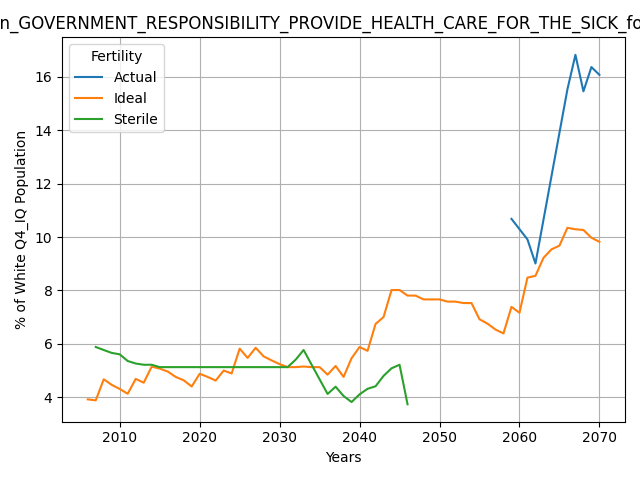 n_GOVERNMENT_RESPONSIBILITY_PROVIDE_HEALTH_CARE_FOR_THE_SICK_fo
Fertility
Actual
Ideal
Sterile
% of White Q4_IQ Population
16
14
12
10
8
6
4
2010 2020 2030 2040 2050 2060 2070
Years